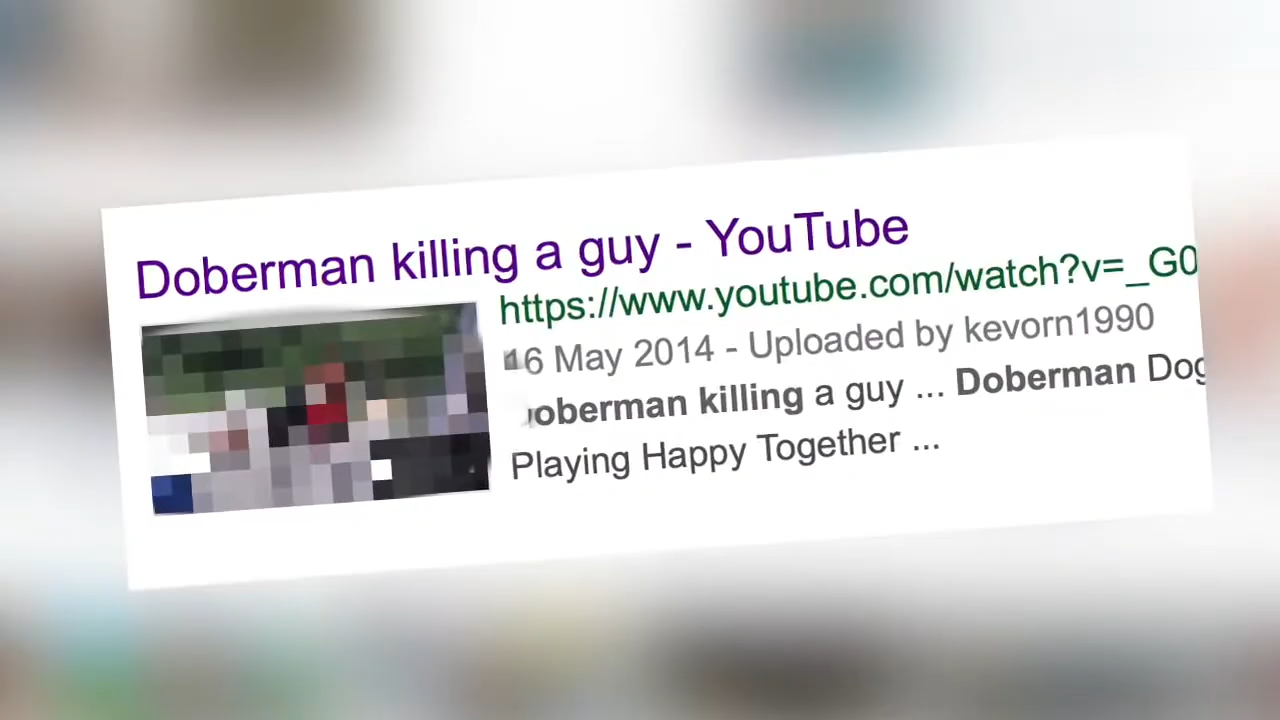 Doberman killing a guy - YouTube
https://www.youtube.com/watch?v=_G0
16 May 2014 - Uploaded by kevorn1990
oberman killing a guy ... Doberman Dog
Playing Happy Together ...